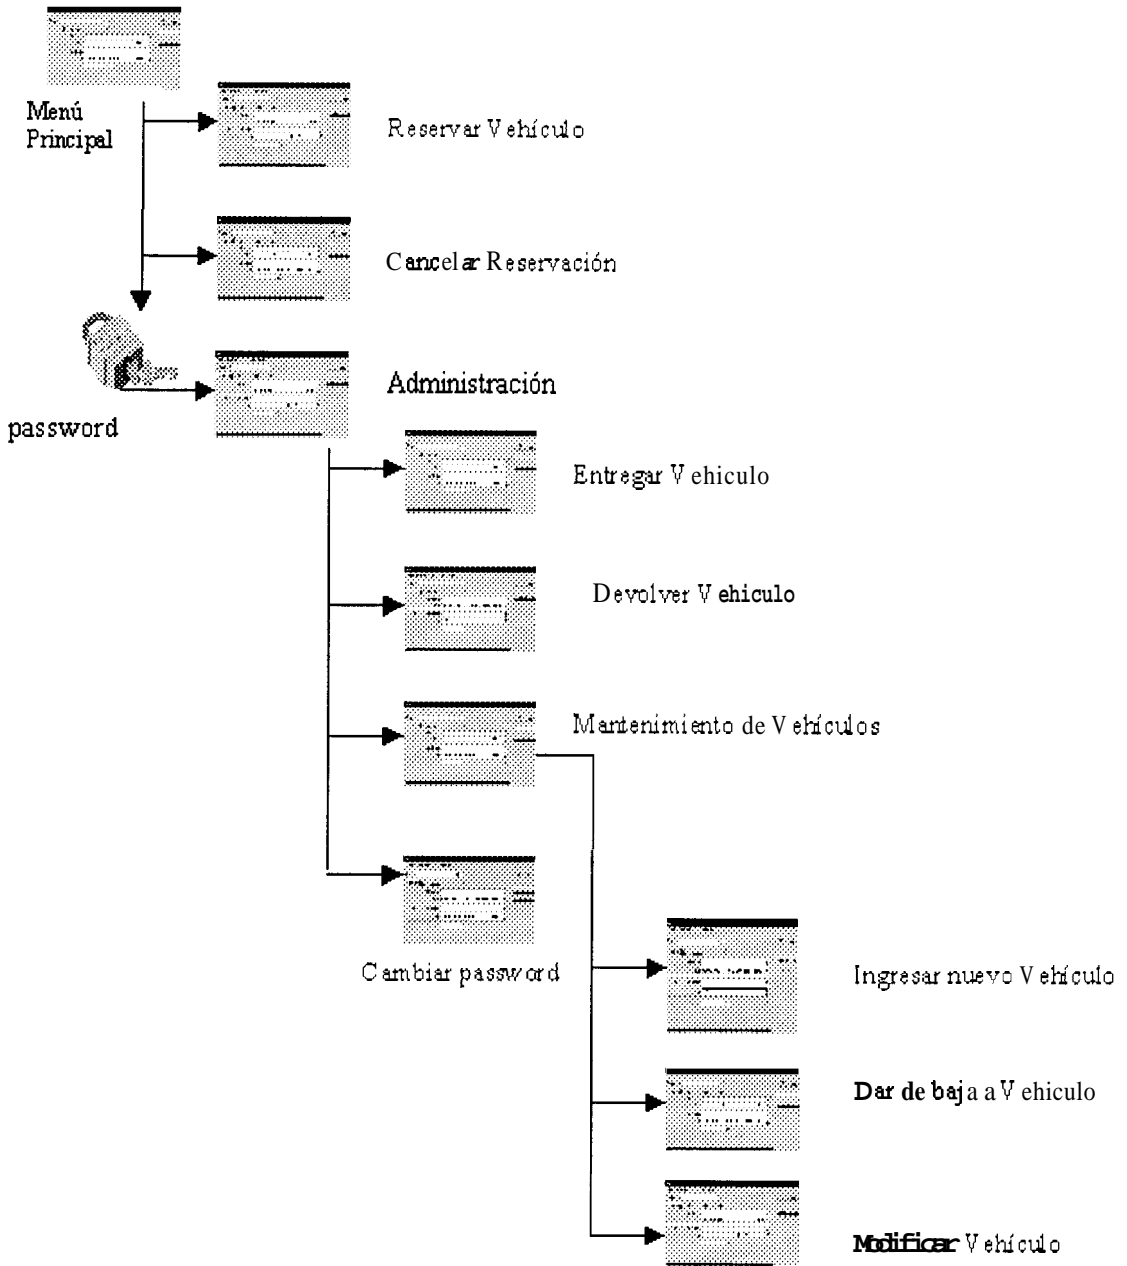 Menú
Principal
Reservar Vehículo
Cancelar Reservación
Administración
password
Entregar Vehiculo
Devolver Vehiculo
Mantenimiento de Vehículos
Cambiar password
Ingresar nuevo Vehículo
Dar de baja a Vehiculo
Modificar Vehículo